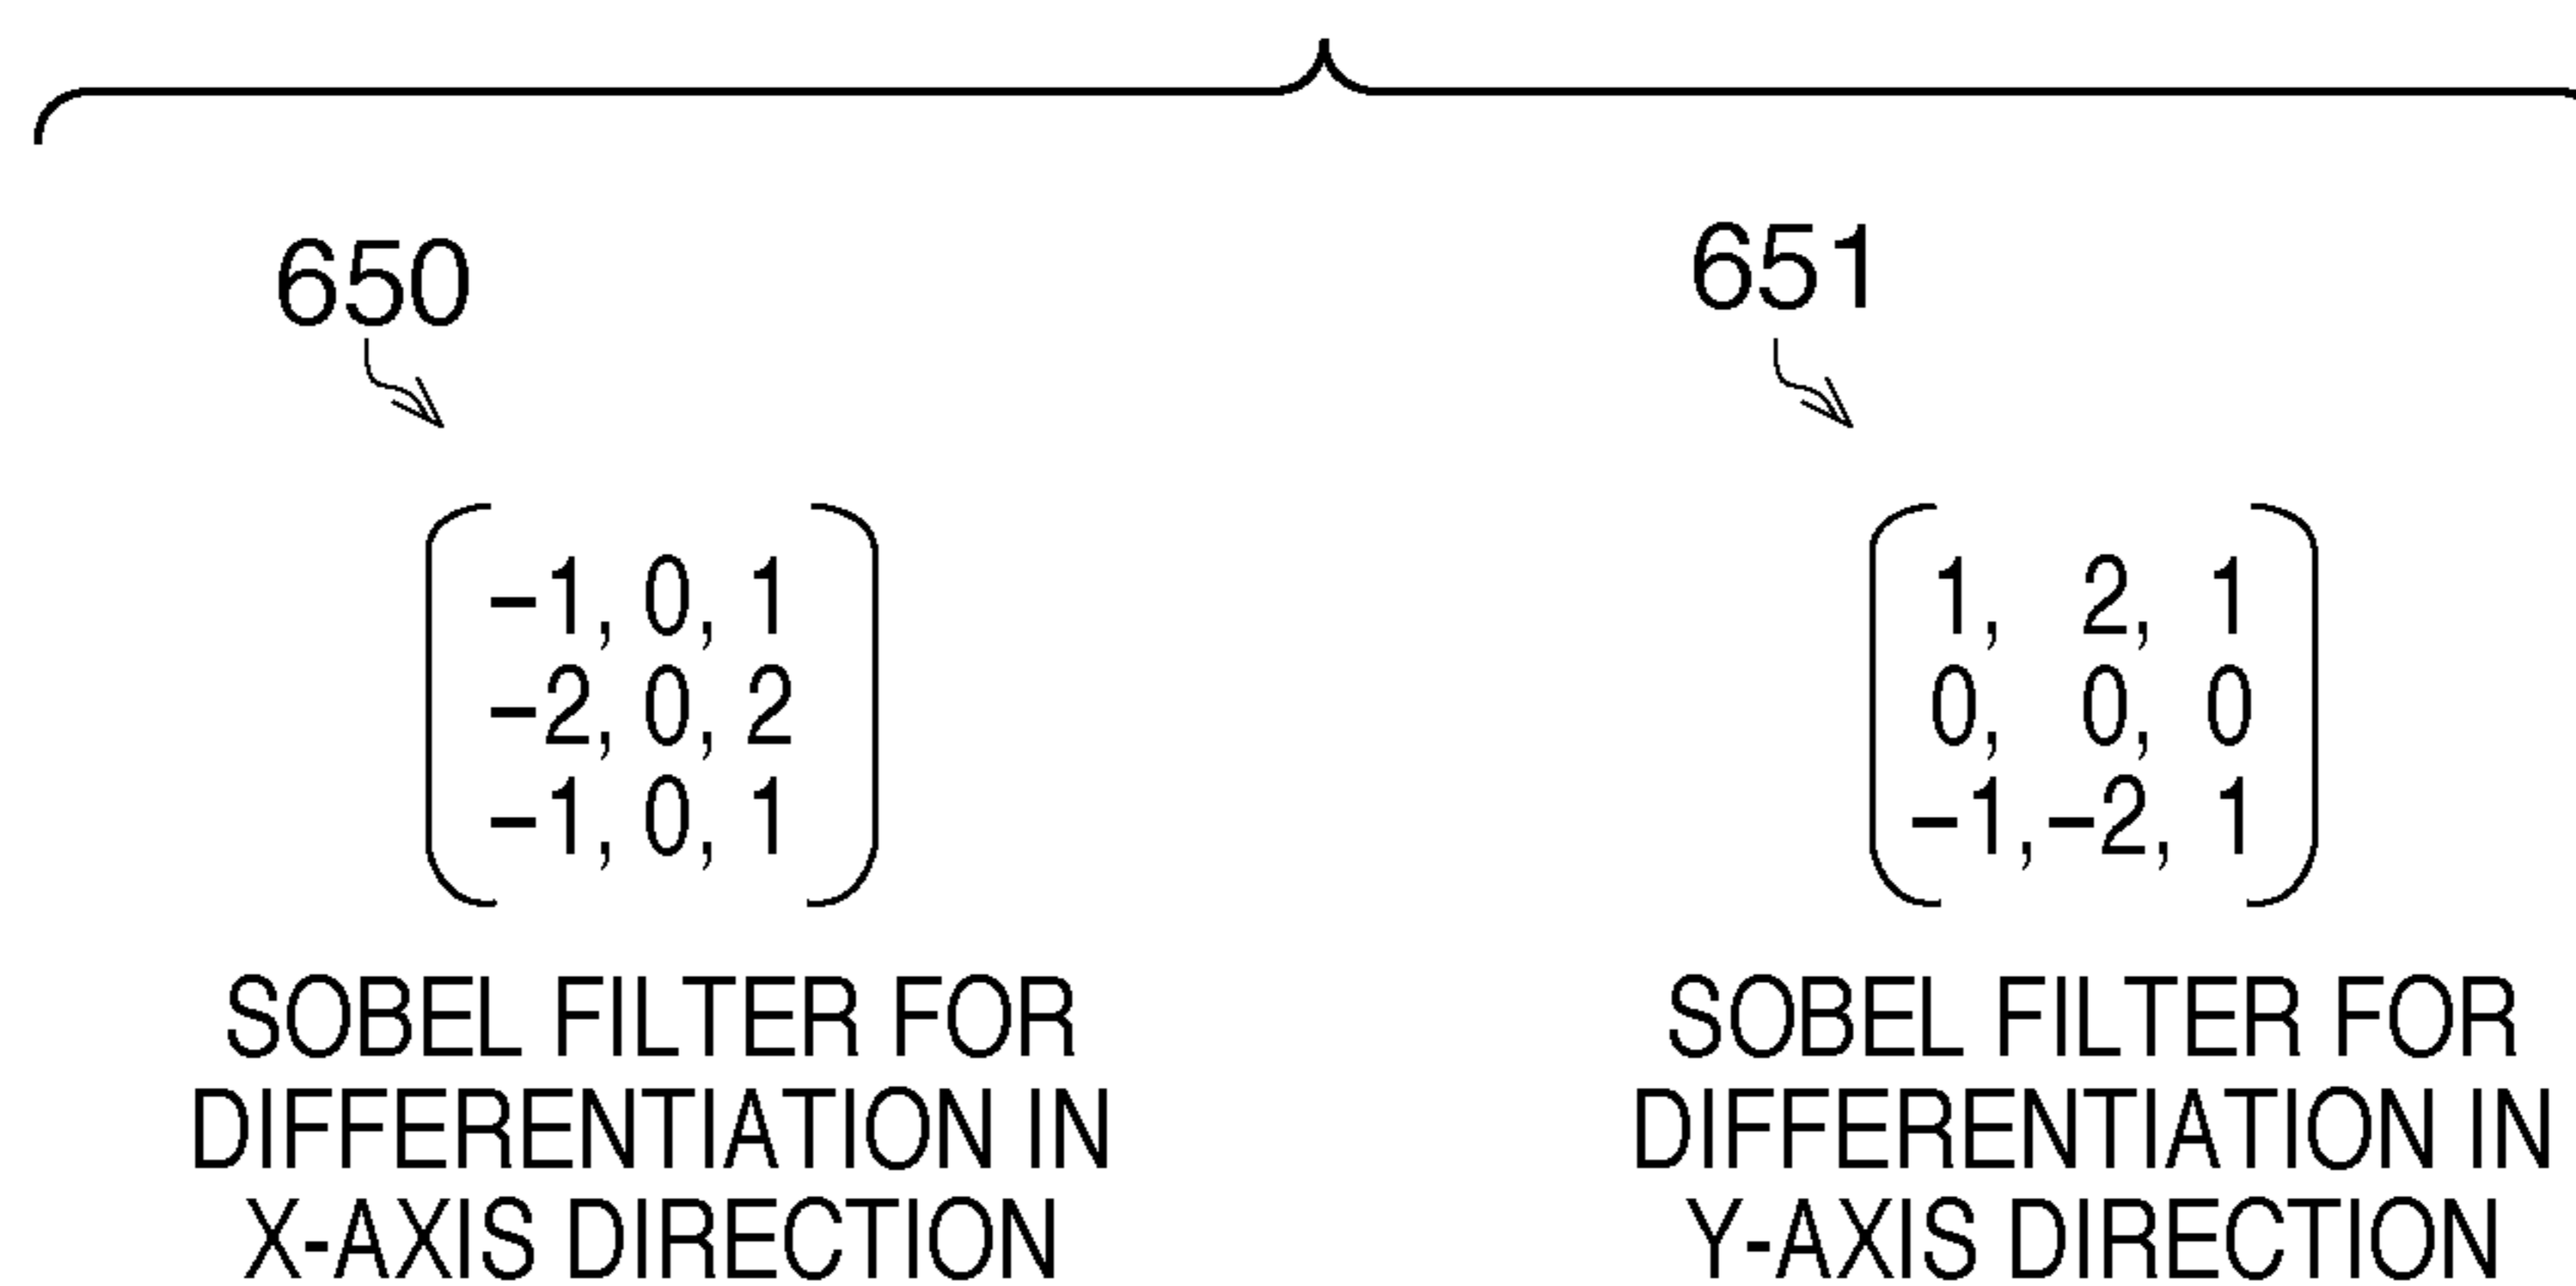 650
-1, 0, 1
-2, 0, 2
-1, 0, 1
SOBEL FILTER FOR
DIFFERENTIATION IN
X-AXIS DIRECTION
651
1, 2, 1
0, 0, 0
-1,-2, 1
SOBEL FILTER FOR
DIFFERENTIATION IN
Y-AXIS DIRECTION